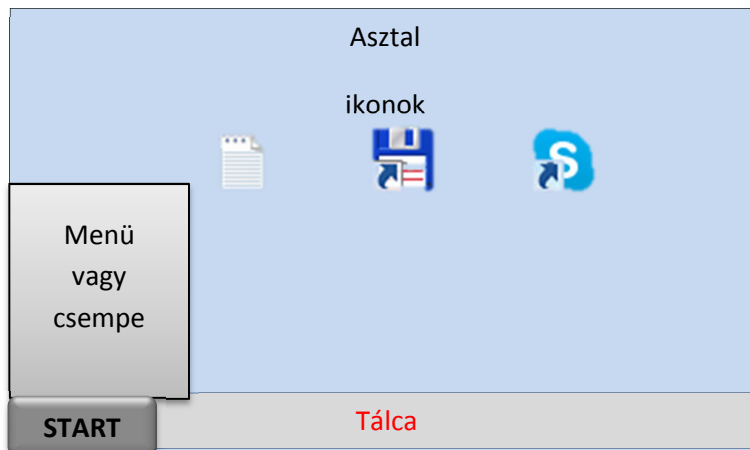 Asztal
ikonok
Menü
vagy
csempe
START
Tálca